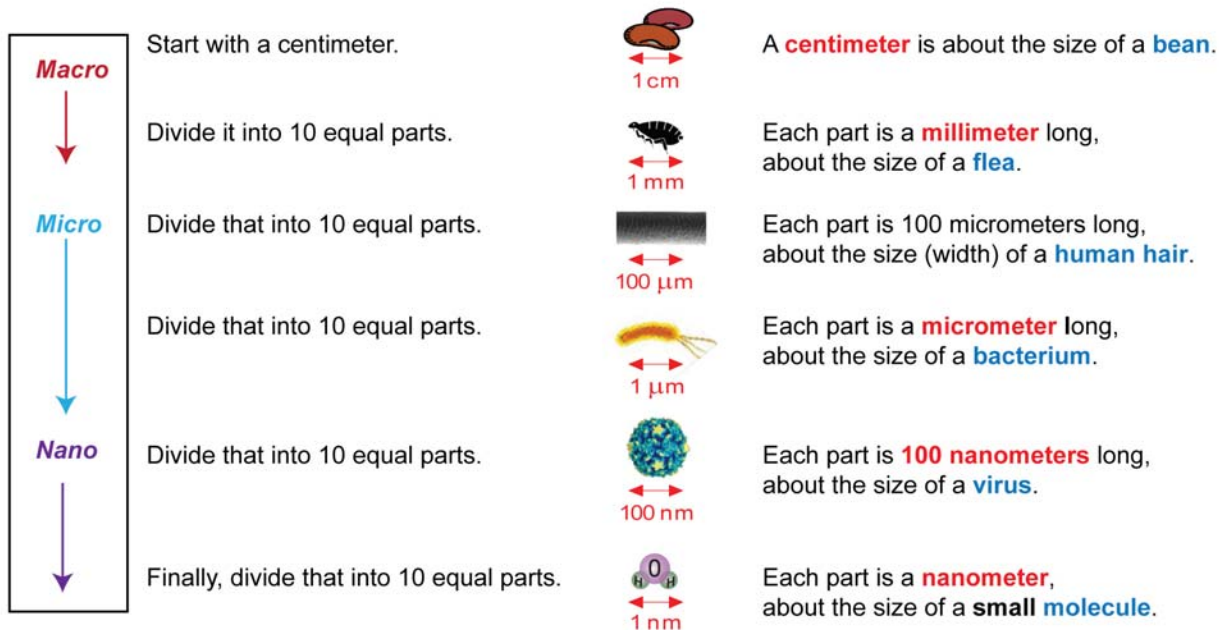 Macro
Start with a centimeter.
1 cm
A centimeter is about the size of a bean.
Divide it into 10 equal parts.
1 mm
Each part is a millimeter long,
about the size of a flea.
Micro
Divide that into 10 equal parts.
100 µm
Each part is 100 micrometers long,
about the size (width) of a human hair.
Divide that into 10 equal parts.
1 µm
Each part is a micrometer long,
about the size of a bacterium.
Nano
Divide that into 10 equal parts.
100 nm
Each part is 100 nanometers long,
about the size of a virus.
Finally, divide that into 10 equal parts.
H O H
1 nm
Each part is a nanometer,
about the size of a small molecule.